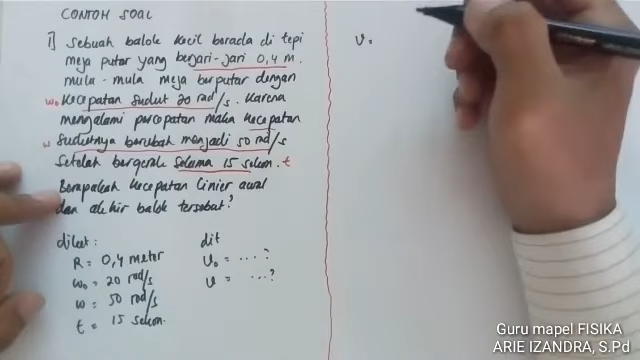 CONTOH SOAL
1] Sebuah balok kecil berada di tepi
meja putar yang berjari-jari 0,4 m.
mula-mula meja berputar dengan
ω₀ kecepatan sudut 20 rad/s. Karena
mengalami percepatan maka kecepatan
ω sudutnya berubah menjadi 50 rad/s
setelah bergerak selama 15 sekon. t
Berapakah kecepatan linier awal
dan akhir balok tersebut?
diket:
R = 0,4 meter
ω₀ = 20 rad/s
ω = 50 rad/s
t = 15 sekon.
dit
v₀ = ...?
v = ...?
v =
Guru mapel FISIKA
ARIE IZANDRA, S.Pd